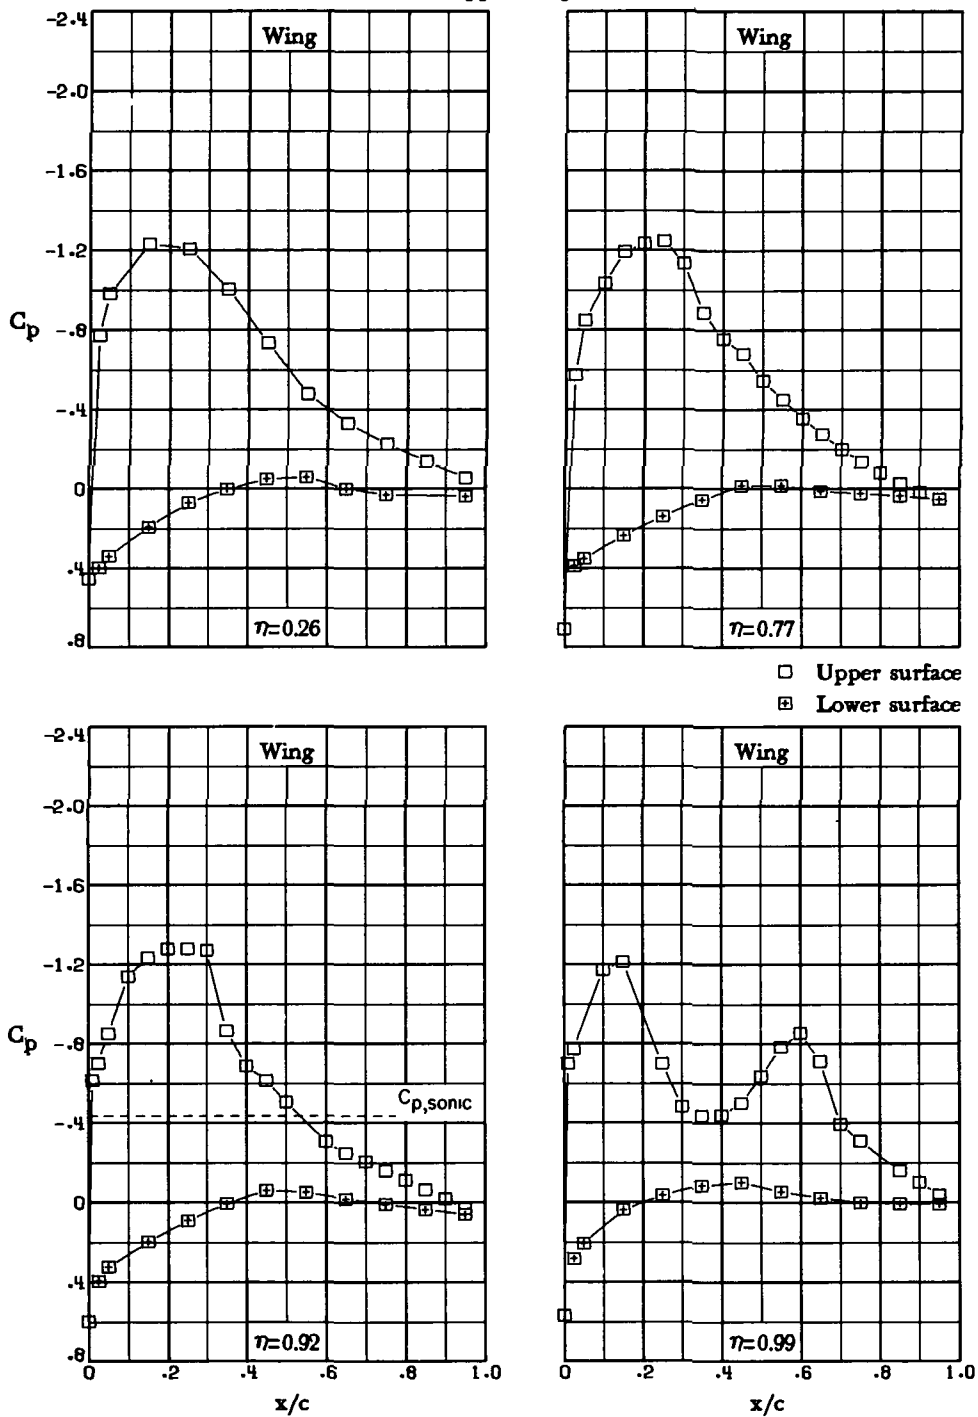 Wing
Wing
-2.4
-2.0
-1.6
-1.2
-.8
-.4
0
.4
.8
Cp
η=0.26
η=0.77
Upper surface
Lower surface
Wing
Wing
-2.4
-2.0
-1.6
-1.2
-.8
-.4
0
.4
.8
Cp
Cp,sonic
η=0.92
η=0.99
0 .2 .4 .6 .8 1.0
0 .2 .4 .6 .8 1.0
x/c
x/c